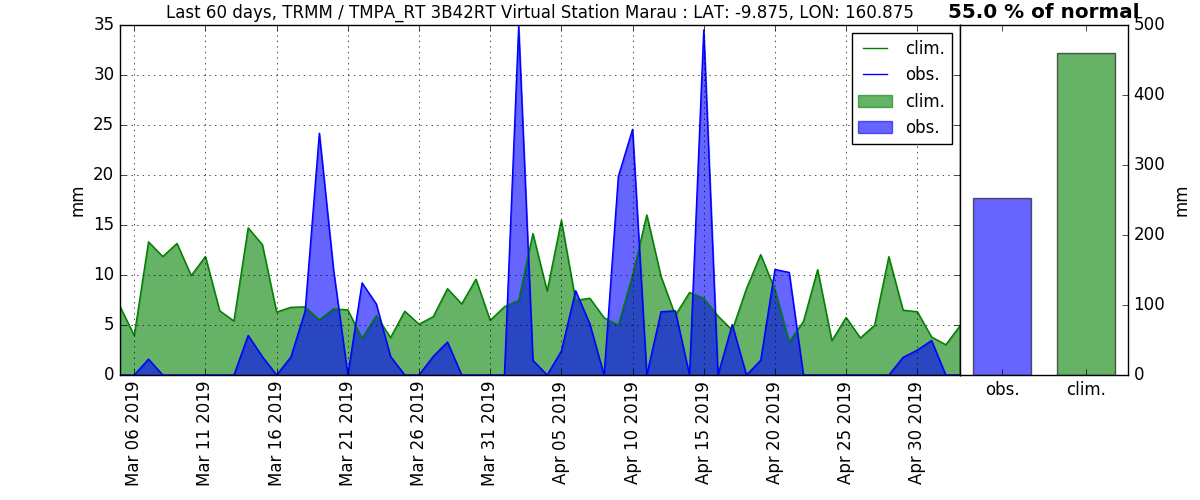 Last 60 days, TRMM / TMPA_RT 3B42RT Virtual Station Marau : LAT: -9.875, LON: 160.875
55.0 % of normal
35
30
25
20
15
10
5
0
mm
clim.
obs.
clim.
obs.
Mar 06 2019
Mar 11 2019
Mar 16 2019
Mar 21 2019
Mar 26 2019
Mar 31 2019
Apr 05 2019
Apr 10 2019
Apr 15 2019
Apr 20 2019
Apr 25 2019
Apr 30 2019
500
400
300
200
100
0
mm
obs.
clim.